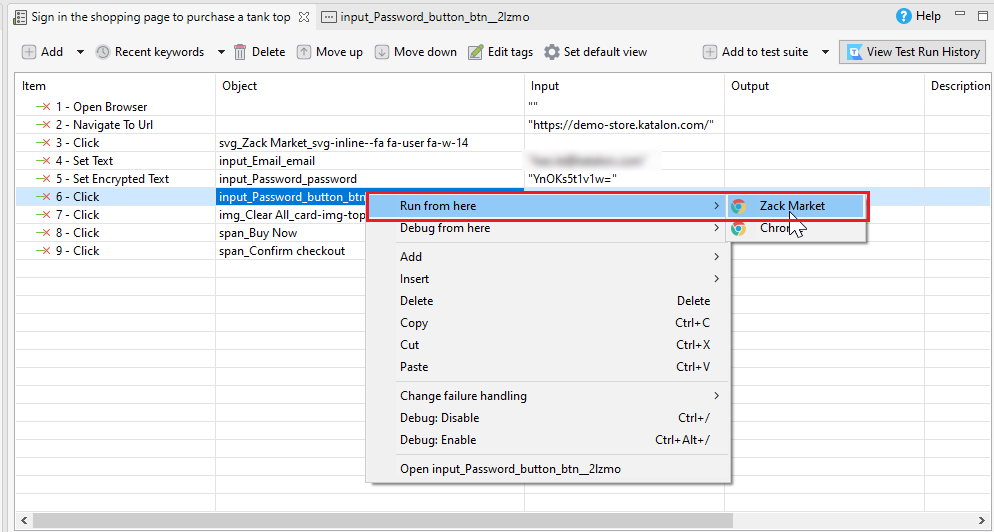 Sign in the shopping page to purchase a tank top
input_Password_button_btn__2lzmo
Help
Add
Recent keywords
Delete
Move up
Move down
Edit tags
Set default view
Add to test suite
View Test Run History
Item Object Input Output Description
1 - Open Browser ""
2 - Navigate To Url "https://demo-store.katalon.com/"
3 - Click svg_Zack Market_svg-inline--fa fa-user fa-w-14
4 - Set Text input_Email_email
5 - Set Encrypted Text input_Password_password "YnOKs5t1v1w="
6 - Click input_Password_button_btn
7 - Click img_Clear All_card-img-top
8 - Click span_Buy Now
9 - Click span_Confirm checkout
Run from here
Debug from here
Add
Insert
Delete Delete
Copy Ctrl+C
Cut Ctrl+X
Paste Ctrl+V
Change failure handling
Debug: Disable Ctrl+/
Debug: Enable Ctrl+Alt+/
Open input_Password_button_btn__2lzmo
Zack Market
Chro